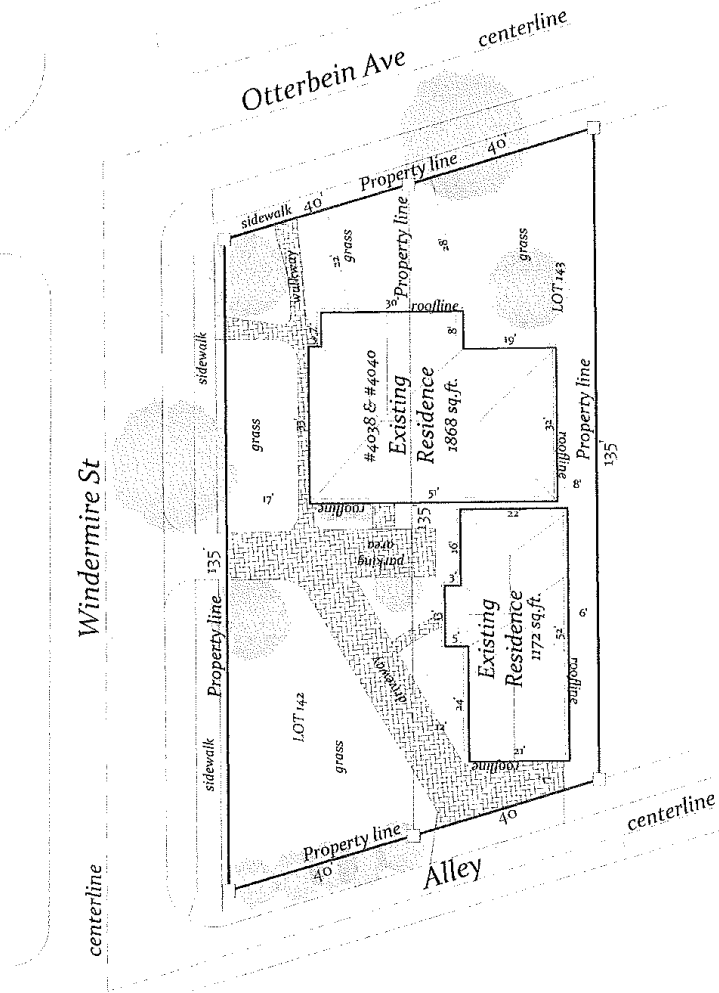 centerline
Otterbein Ave
40'
Property line
40'
sidewalk
Property line
28'
grass
grass
22'
walkway
LOT 143
30'
roofline
8'
19'
sidewalk
#4038 & #4040
Existing
Residence
1868 sq.ft.
32'
roofline
Property line
135'
8'
grass
33'
17'
51'
roofline
135
22'
parking
area
16'
3'
13'
5'
Existing
Residence
1172 sq.ft.
52'
6'
roofline
Windermire St
135
Property line
driveway
24'
12'
LOT 142
grass
sidewalk
21'
roofline
40
Property line
40'
Alley
centerline
centerline